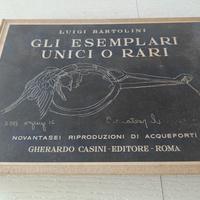 LUIGI BARTOLINI
GLI ESEMPLARI
UNICI O RARI
NOVANTASEI RIPRODUZIONI DI ACQUEFORTI
GHERARDO CASINI - EDITORE - ROMA